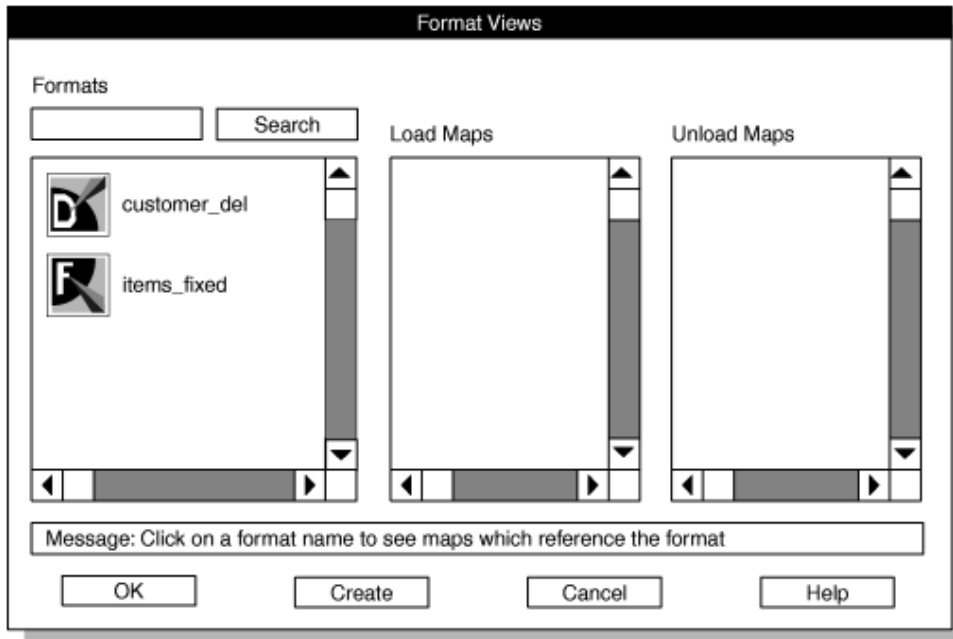 Format Views
Formats
Search
Load Maps
Unload Maps
D
customer_del
F
items_fixed
Message: Click on a format name to see maps which reference the format
OK
Create
Cancel
Help